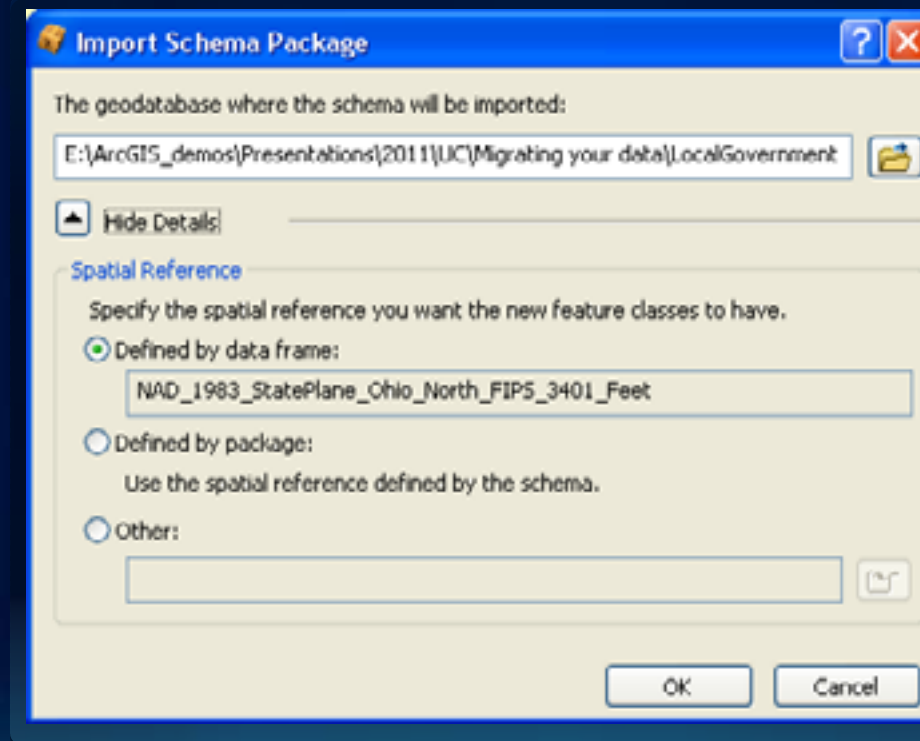 Import Schema Package
The geodatabase where the schema will be imported:
E:\ArcGIS_demos\Presentations\2011\UC\Migrating your data\LocalGovernment
Hide Details
Spatial Reference
Specify the spatial reference you want the new feature classes to have.
Defined by data frame:
NAD_1983_StatePlane_Ohio_North_FIPS_3401_Feet
Defined by package:
Use the spatial reference defined by the schema.
Other:
OK Cancel